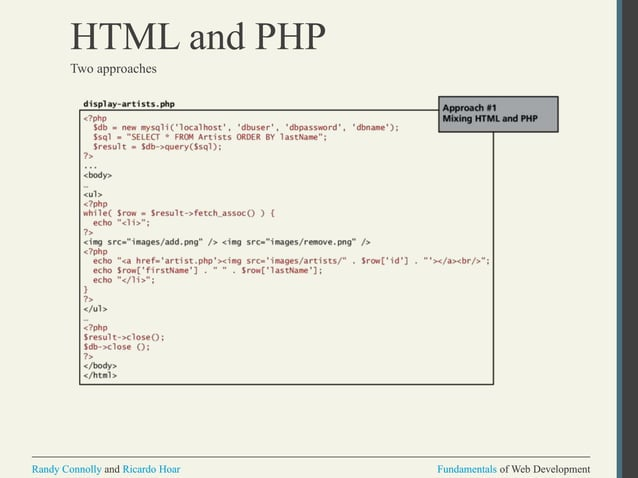 HTML and PHP
Two approaches
display-artists.php
Approach #1
Mixing HTML and PHP
<?php
$db = new mysqli('localhost', 'dbuser', 'dbpassword', 'dbname');
$sql = "SELECT * FROM Artists ORDER BY lastName";
$result = $db->query($sql);
?>
...
<body>
…
<ul>
<?php
while( $row = $result->fetch_assoc() ) {
echo "<li>";
?>
<img src="images/add.png" /> <img src="images/remove.png" />
<?php
echo "<a href='artist.php'><img src='images/artists/" . $row['id'] . "'></a><br/>";
echo $row['firstName'] . " " . $row['lastName'];
echo "</li>";
}
?>
</ul>
…
<?php
$result->close();
$db->close ();
?>
</body>
</html>
Randy Connolly and Ricardo Hoar
Fundamentals of Web Development